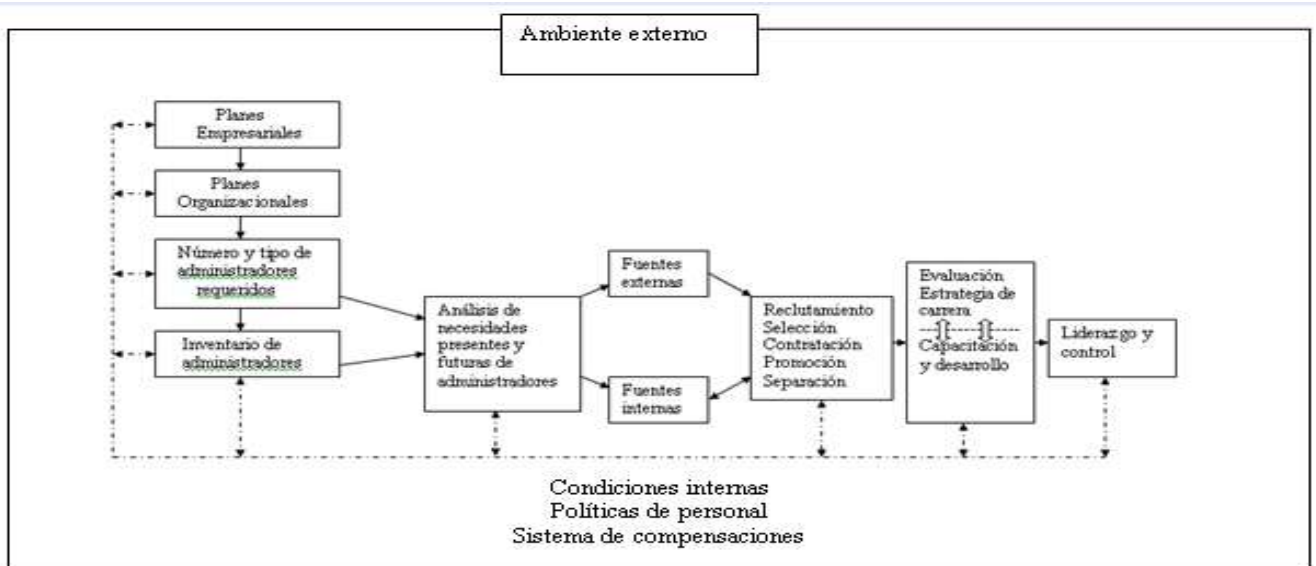 Ambiente externo
Planes
Empresariales
Planes
Organizacionales
Número y tipo de
administradores
requeridos
Inventario de
administradores
Análisis de
necesidades
presentes y
futuras de
administradores
Fuentes
externas
Fuentes
internas
Reclutamiento
Selección
Contratación
Promoción
Separación
Evaluación
Estrategia de
carrera
Capacitación
y desarrollo
Liderazgo y
control
Condiciones internas
Políticas de personal
Sistema de compensaciones